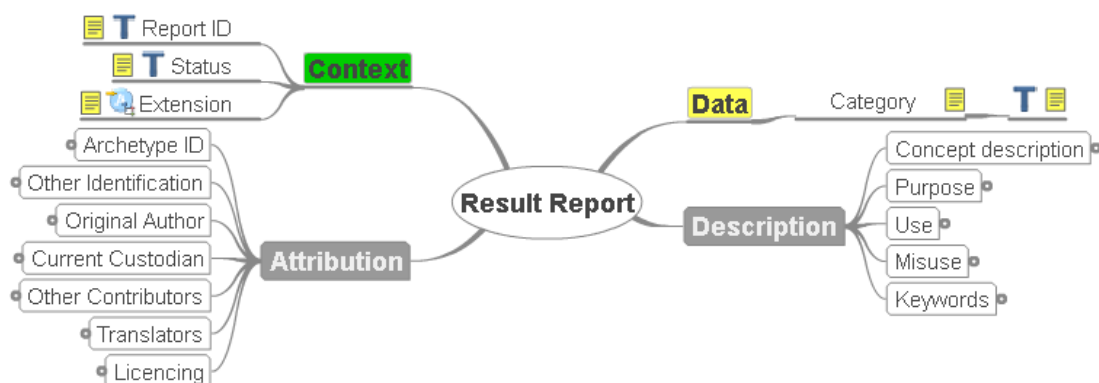 Report ID
Status
Extension
Context
Archetype ID
Other Identification
Original Author
Current Custodian
Other Contributors
Translators
Licencing
Attribution
Result Report
Data
Category
Description
Concept description
Purpose
Use
Misuse
Keywords